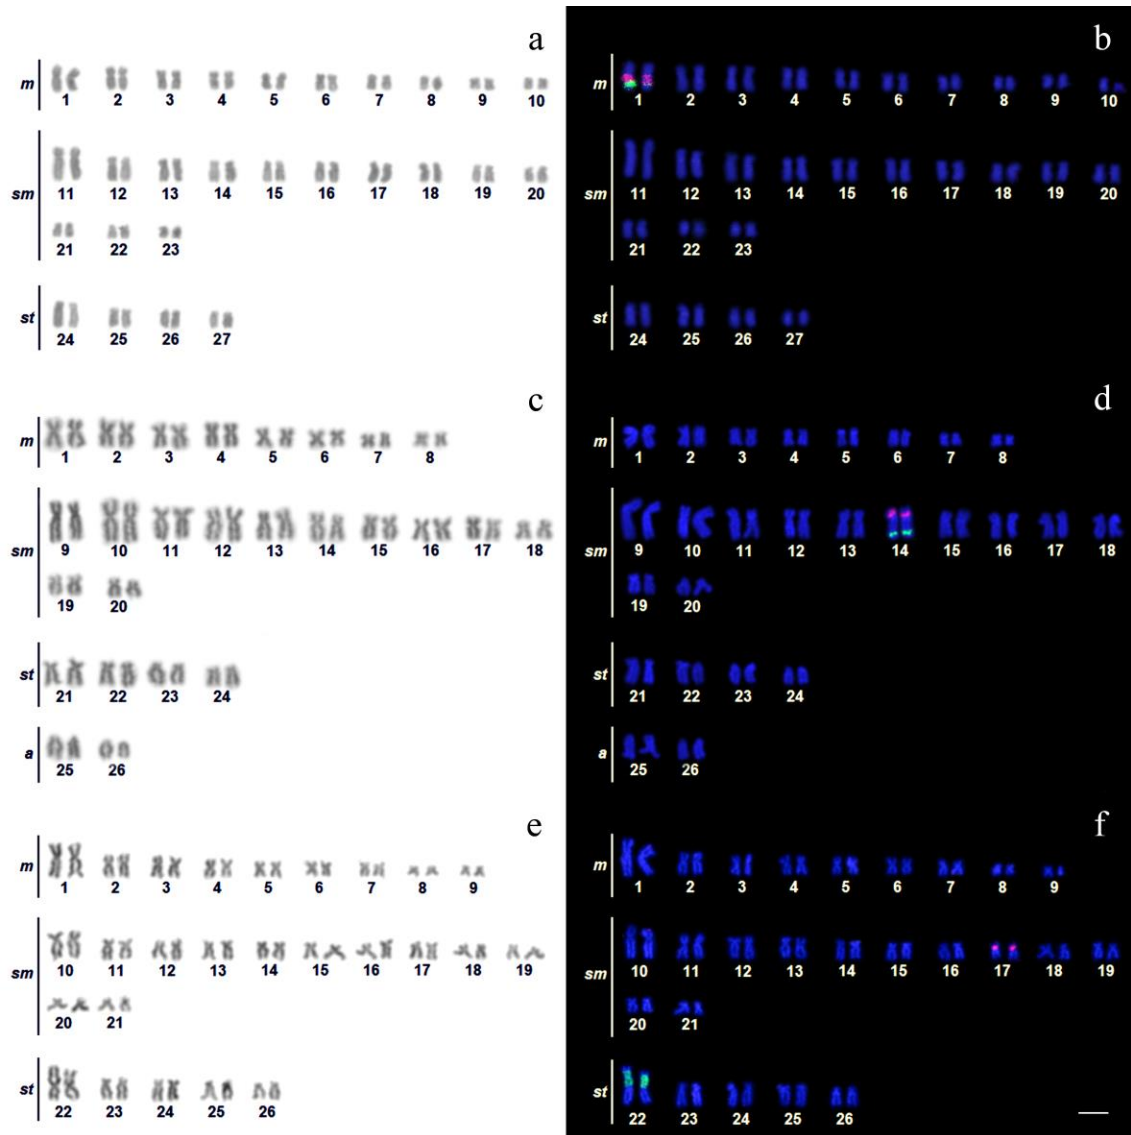 a
m 1 2 3 4 5 6 7 8 9 10
sm 11 12 13 14 15 16 17 18 19 20
21 22 23
st 24 25 26 27
b
m 1 2 3 4 5 6 7 8 9 10
sm 11 12 13 14 15 16 17 18 19 20
21 22 23
st 24 25 26 27
c
m 1 2 3 4 5 6 7 8
sm 9 10 11 12 13 14 15 16 17 18
19 20
st 21 22 23 24
a 25 26
d
m 1 2 3 4 5 6 7 8
sm 9 10 11 12 13 14 15 16 17 18
19 20
st 21 22 23 24
a 25 26
e
m 1 2 3 4 5 6 7 8 9
sm 10 11 12 13 14 15 16 17 18 19
20 21
st 22 23 24 25 26
f
m 1 2 3 4 5 6 7 8 9
sm 10 11 12 13 14 15 16 17 18 19
20 21
st 22 23 24 25 26